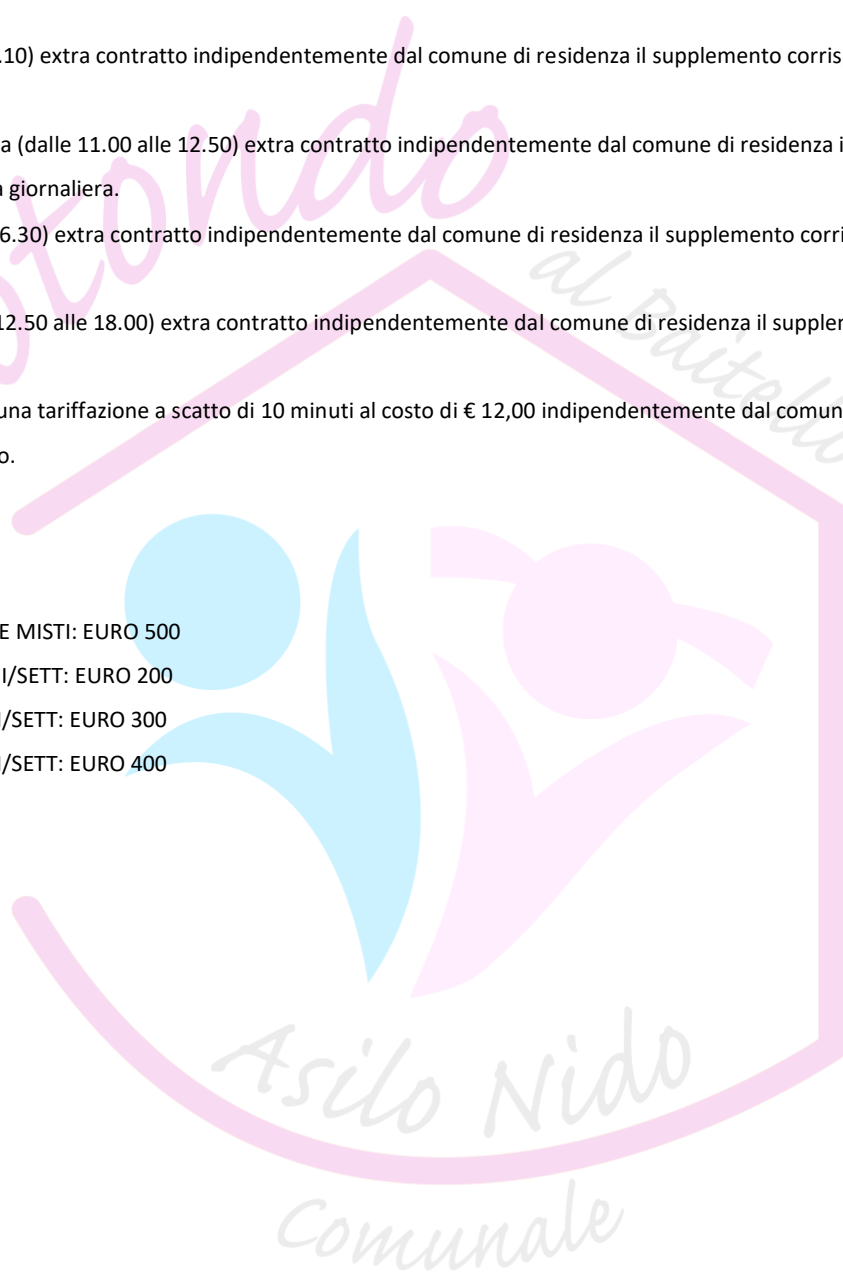 .10) extra contratto indipendentemente dal comune di residenza il supplemento corris
a (dalle 11.00 alle 12.50) extra contratto indipendentemente dal comune di residenza i
a giornaliera.
6.30) extra contratto indipendentemente dal comune di residenza il supplemento corri
12.50 alle 18.00) extra contratto indipendentemente dal comune di residenza il supplem
una tariffazione a scatto di 10 minuti al costo di € 12,00 indipendentemente dal comun
o.
E MISTI: EURO 500
I/SETT: EURO 200
I/SETT: EURO 300
I/SETT: EURO 400
otondo
al Baitello
Asilo Nido
Comunale